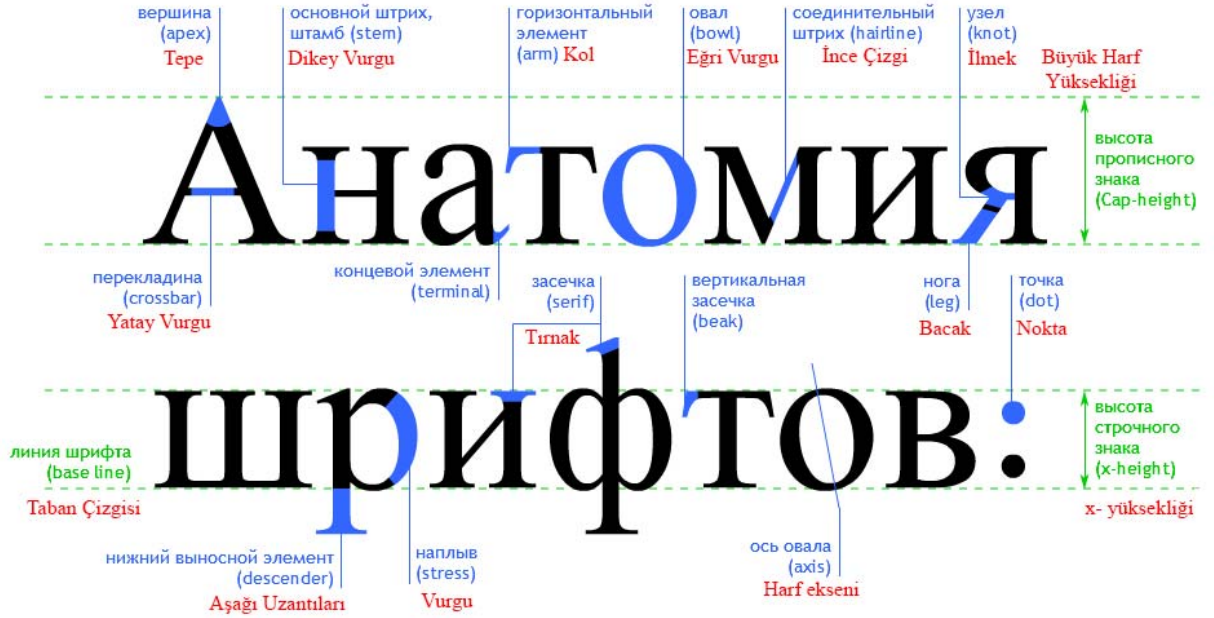 вершина
(apex)
Tepe
основной штрих,
штамб (stem)
Dikey Vurgu
горизонтальный
элемент
(arm) Kol
овал
(bowl)
Eğri Vurgu
соединительный
штрих (hairline)
İnce Çizgi
узел
(knot)
İlmek
Büyük Harf
Yüksekliği
Анатомия
высота
прописного
знака
(Cap-height)
перекладина
(crossbar)
Yatay Vurgu
концевой элемент
(terminal)
засечка
(serif)
Tırnak
вертикальная
засечка
(beak)
нога
(leg)
Bacak
точка
(dot)
Nokta
шрифтов:
линия шрифта
(base line)
Taban Çizgisi
высота
строчного
знака
(x-height)
x- yüksekliği
нижний выносной элемент
(descender)
Aşağı Uzantıları
наплыв
(stress)
Vurgu
ось овала
(axis)
Harf ekseni